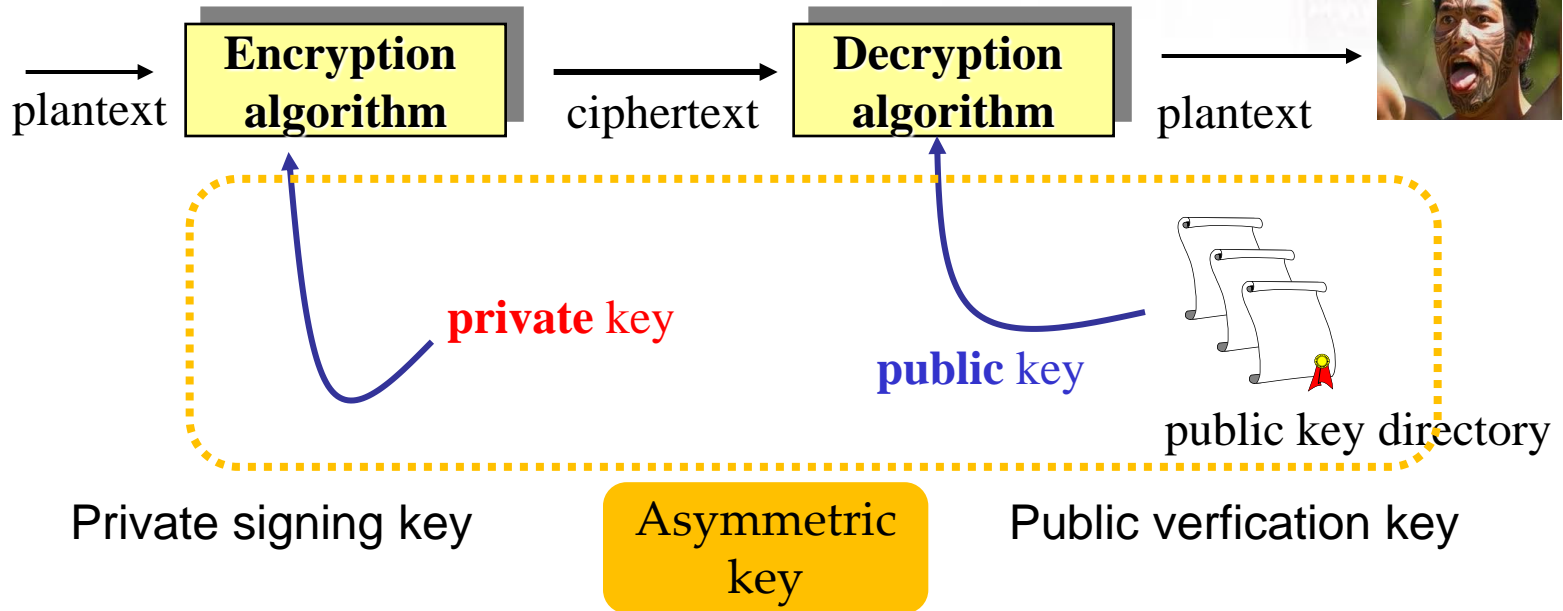 Encryption
algorithm
Decryption
algorithm
plantext
ciphertext
plantext
private key
public key
public key directory
Private signing key
Asymmetric
key
Public verfication key